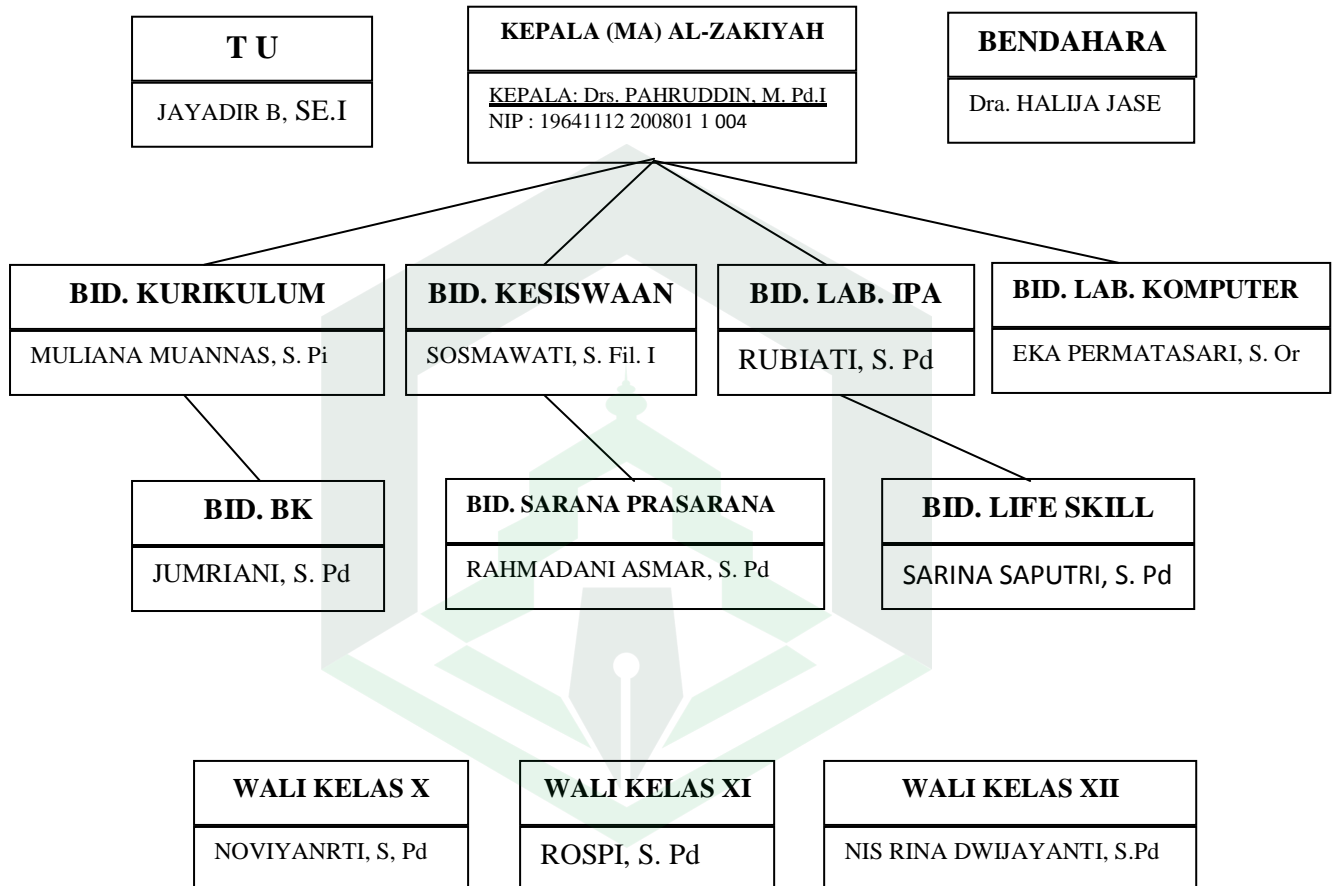 T U
JAYADIR B, SE.I
KEPALA (MA) AL-ZAKIYAH
KEPALA: Drs. PAHRUDDIN, M. Pd.I
NIP : 19641112 200801 1 004
BENDAHARA
Dra. HALIJA JASE
BID. KURIKULUM
MULIANA MUANNAS, S. Pi
BID. KESISWAAN
SOSMAWATI, S. Fil. I
BID. LAB. IPA
RUBIATI, S. Pd
BID. LAB. KOMPUTER
EKA PERMATASARI, S. Or
BID. BK
JUMRIANI, S. Pd
BID. SARANA PRASARANA
RAHMADANI ASMAR, S. Pd
BID. LIFE SKILL
SARINA SAPUTRI, S. Pd
WALI KELAS X
NOVIYANRTI, S, Pd
WALI KELAS XI
ROSPI, S. Pd
WALI KELAS XII
NIS RINA DWIJAYANTI, S.Pd